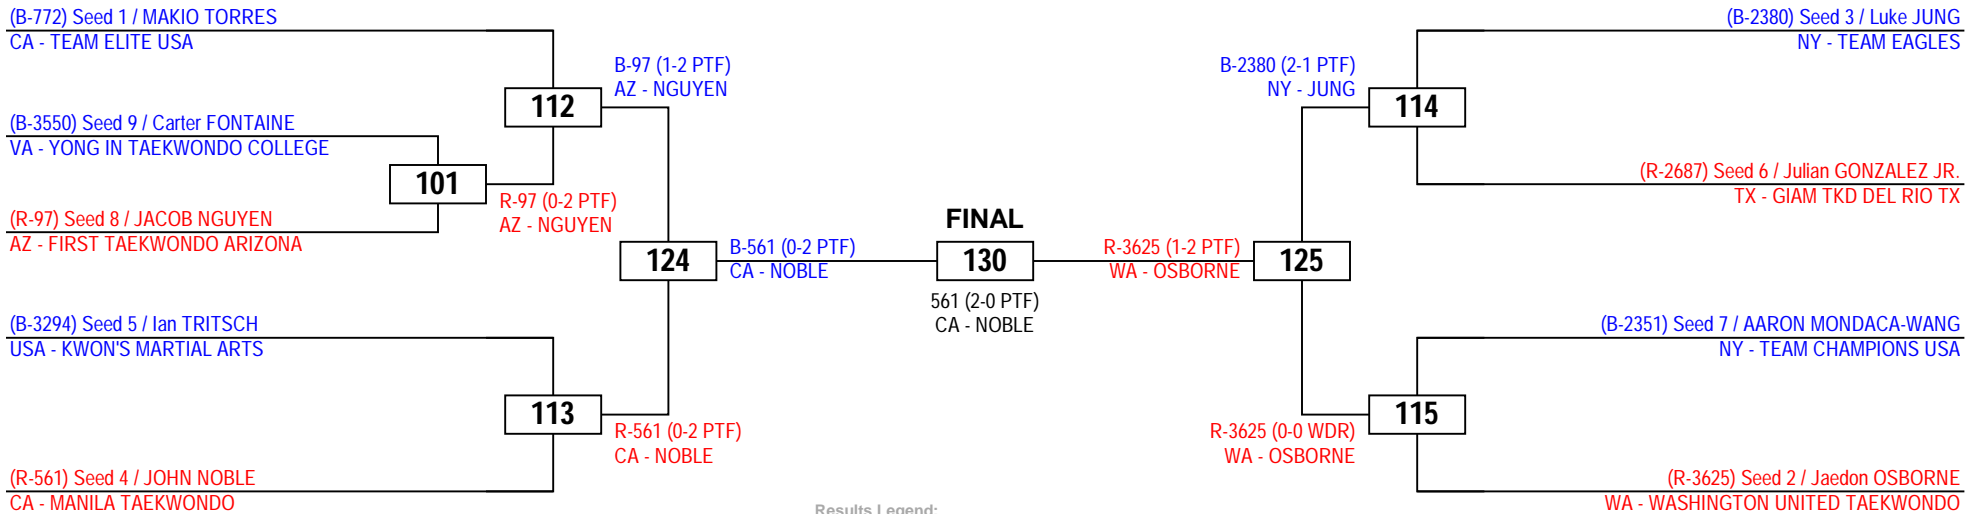 (B-772) Seed 1 / MAKIO TORRES
CA - TEAM ELITE USA
(B-3550) Seed 9 / Carter FONTAINE
VA - YONG IN TAEKWONDO COLLEGE
(R-97) Seed 8 / JACOB NGUYEN
AZ - FIRST TAEKWONDO ARIZONA
(B-3294) Seed 5 / Ian TRITSCH
USA - KWON'S MARTIAL ARTS
(R-561) Seed 4 / JOHN NOBLE
CA - MANILA TAEKWONDO
101
R-97 (0-2 PTF)
AZ - NGUYEN
112
B-97 (1-2 PTF)
AZ - NGUYEN
113
R-561 (0-2 PTF)
CA - NOBLE
124
B-561 (0-2 PTF)
CA - NOBLE
FINAL
130
561 (2-0 PTF)
CA - NOBLE
R-3625 (1-2 PTF)
WA - OSBORNE
125
B-2380 (2-1 PTF)
NY - JUNG
114
R-3625 (0-0 WDR)
WA - OSBORNE
115
(B-2380) Seed 3 / Luke JUNG
NY - TEAM EAGLES
(R-2687) Seed 6 / Julian GONZALEZ JR.
TX - GIAM TKD DEL RIO TX
(B-2351) Seed 7 / AARON MONDACA-WANG
NY - TEAM CHAMPIONS USA
(R-3625) Seed 2 / Jaedon OSBORNE
WA - WASHINGTON UNITED TAEKWONDO
Results Legend: